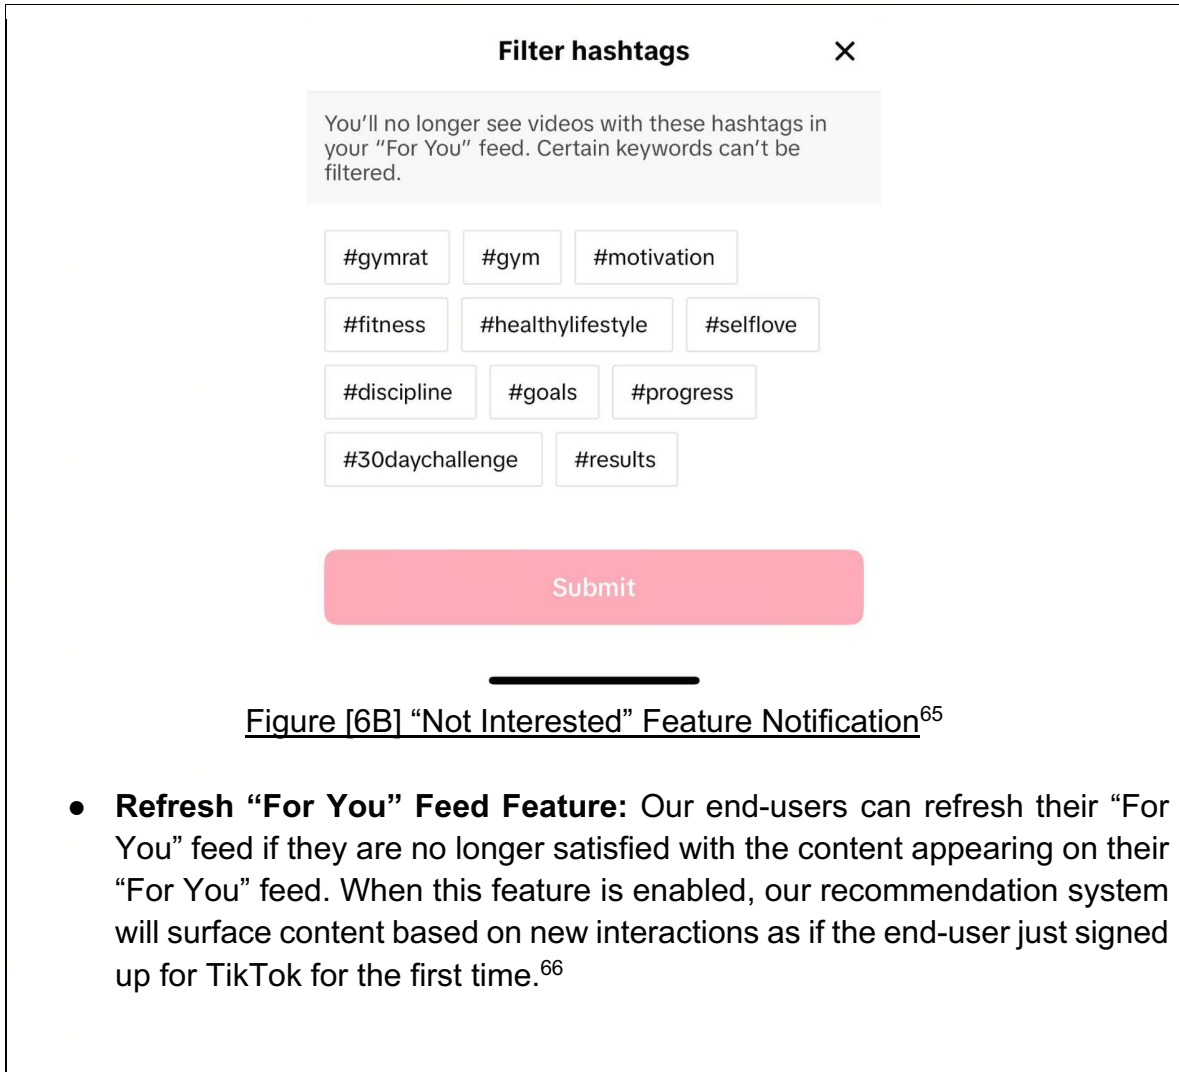 Filter hashtags ×
You’ll no longer see videos with these hashtags in
your “For You” feed. Certain keywords can’t be
filtered.
#gymrat #gym #motivation
#fitness #healthylifestyle #selflove
#discipline #goals #progress
#30daychallenge #results
Submit
Figure [6B] “Not Interested” Feature Notification65
● Refresh “For You” Feed Feature: Our end-users can refresh their “For
You” feed if they are no longer satisfied with the content appearing on their
“For You” feed. When this feature is enabled, our recommendation system
will surface content based on new interactions as if the end-user just signed
up for TikTok for the first time.66